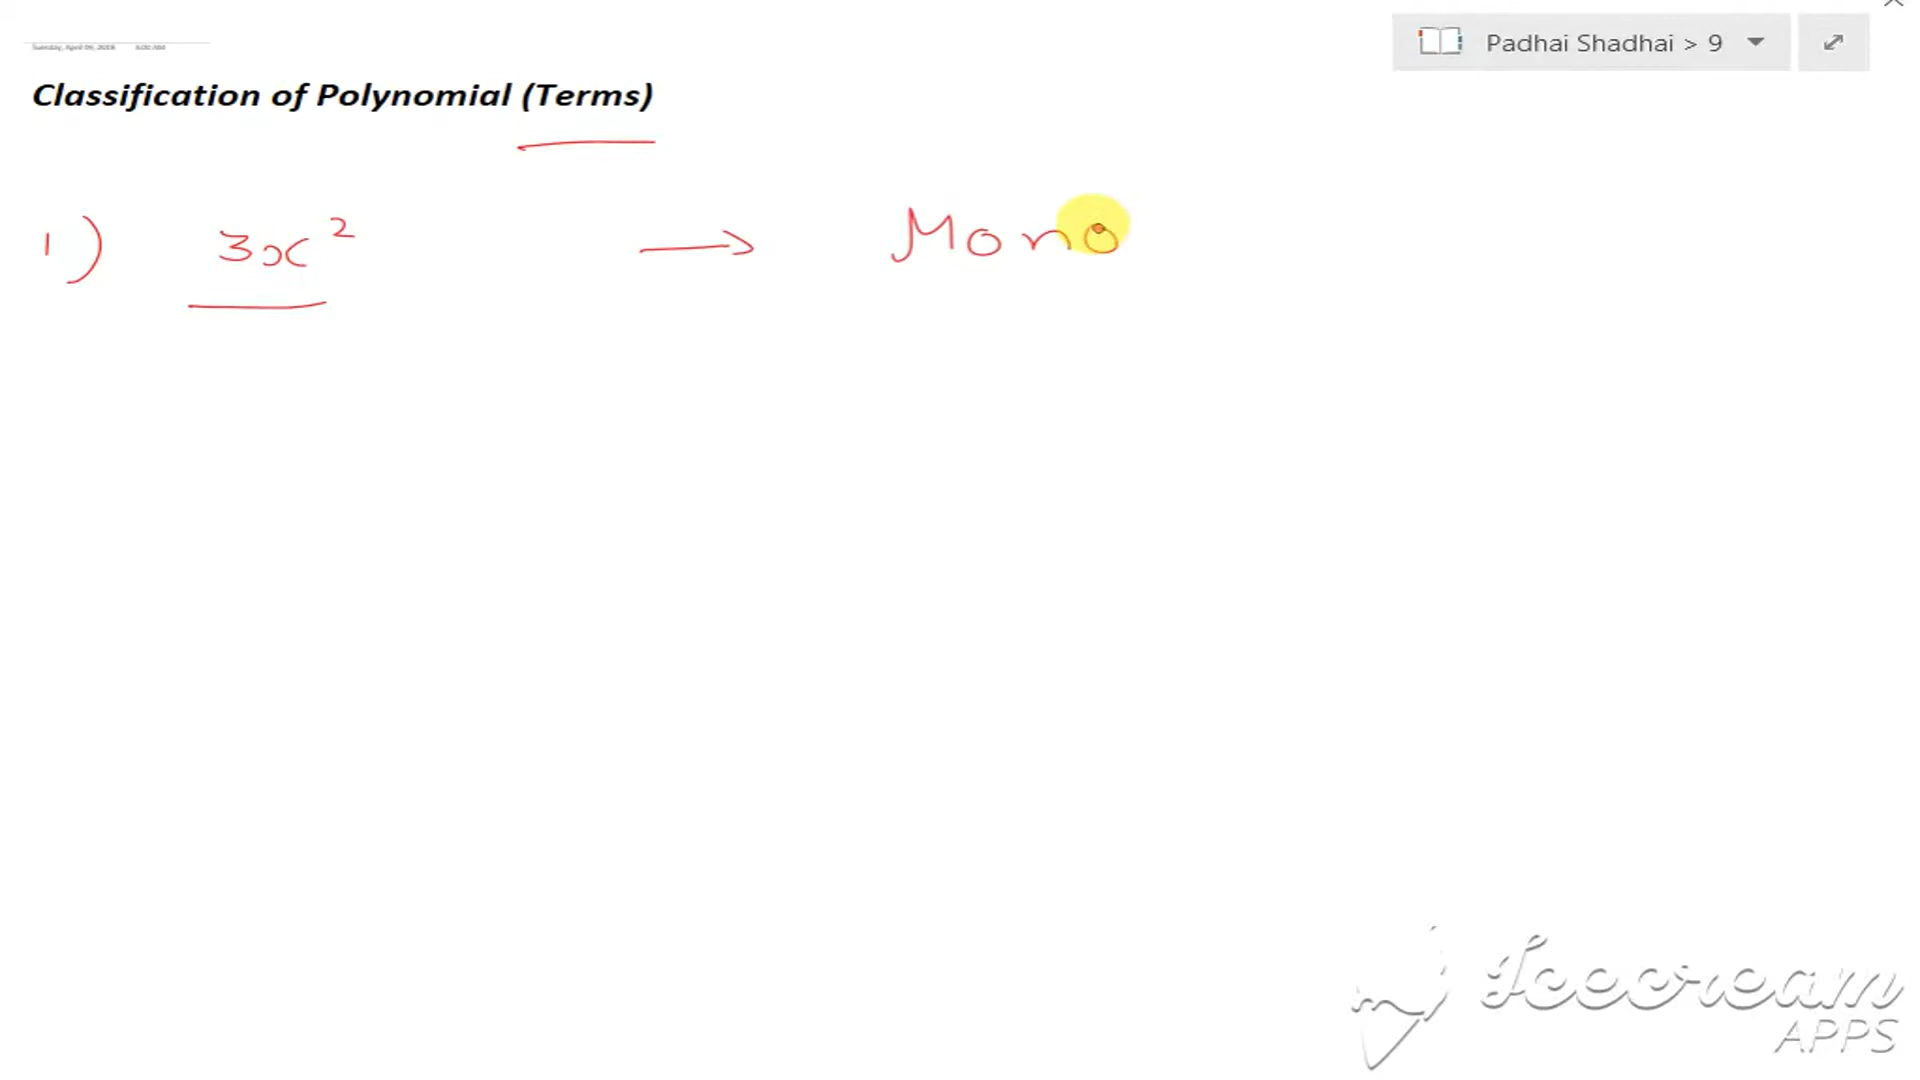 Padhai Shadhai > 9
Classification of Polynomial (Terms)
1) 3x² → Mono
Icecream
APPS